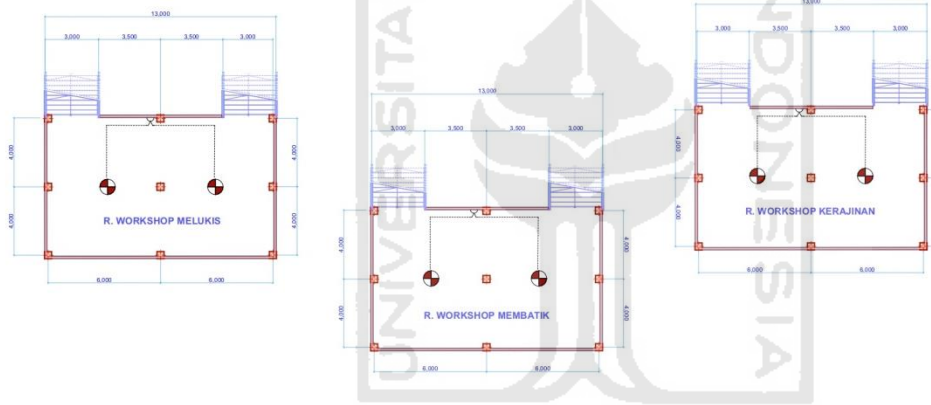 13,000
3,000 3,500 3,500 3,000
4,000 4,000
R. WORKSHOP MELUKIS
4,000 4,000
6,000 6,000
13,000
3,000 3,500 3,500 3,000
4,000 4,000
R. WORKSHOP MEMBATIK
4,000 4,000
6,000 6,000
13,000
3,000 3,500 3,500 3,000
4,000
R. WORKSHOP KERAJINAN
4,000
6,000 6,000
UNIVERSITA
NDONESIA